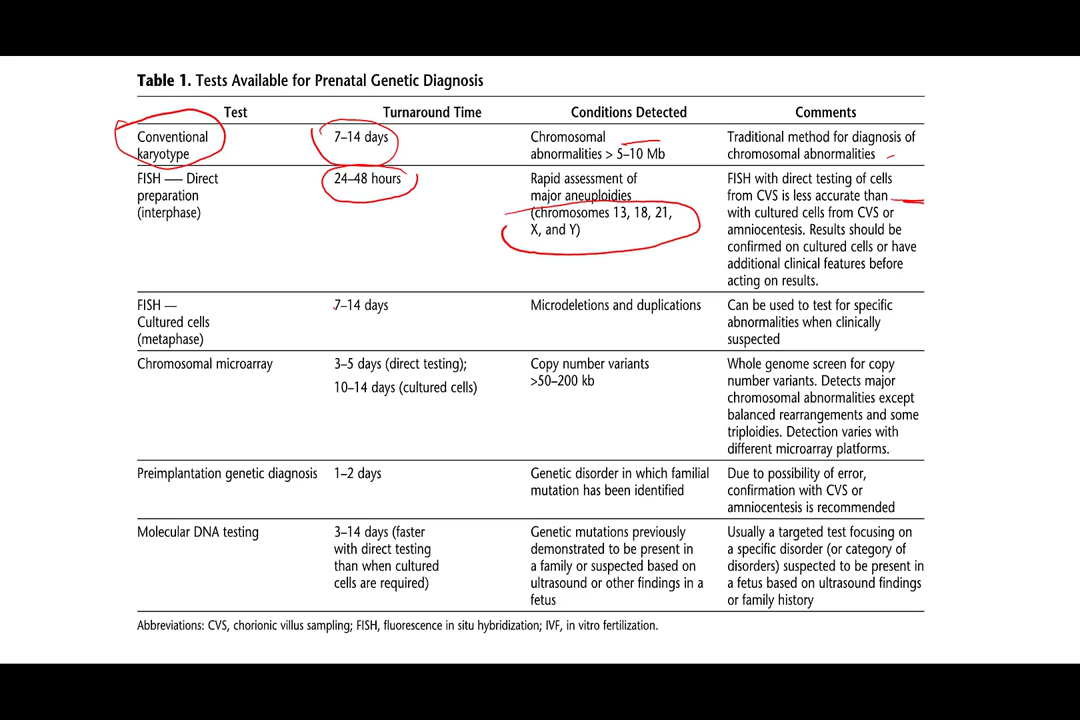 Table 1. Tests Available for Prenatal Genetic Diagnosis
Test Turnaround Time Conditions Detected Comments
Conventional
karyotype
7–14 days
Chromosomal
abnormalities > 5–10 Mb
Traditional method for diagnosis of
chromosomal abnormalities
FISH — Direct
preparation
(interphase)
24–48 hours
Rapid assessment of
major aneuploidies
(chromosomes 13, 18, 21,
X, and Y)
FISH with direct testing of cells
from CVS is less accurate than
with cultured cells from CVS or
amniocentesis. Results should be
confirmed on cultured cells or have
additional clinical features before
acting on results.
FISH —
Cultured cells
(metaphase)
7–14 days
Microdeletions and duplications
Can be used to test for specific
abnormalities when clinically
suspected
Chromosomal microarray
3–5 days (direct testing);
10–14 days (cultured cells)
Copy number variants
>50–200 kb
Whole genome screen for copy
number variants. Detects major
chromosomal abnormalities except
balanced rearrangements and some
triploidies. Detection varies with
different microarray platforms.
Preimplantation genetic diagnosis
1–2 days
Genetic disorder in which familial
mutation has been identified
Due to possibility of error,
confirmation with CVS or
amniocentesis is recommended
Molecular DNA testing
3–14 days (faster
with direct testing
than when cultured
cells are required)
Genetic mutations previously
demonstrated to be present in
a family or suspected based on
ultrasound or other findings in a
fetus
Usually a targeted test focusing on
a specific disorder (or category of
disorders) suspected to be present in
a fetus based on ultrasound findings
or family history
Abbreviations: CVS, chorionic villus sampling; FISH, fluorescence in situ hybridization; IVF, in vitro fertilization.